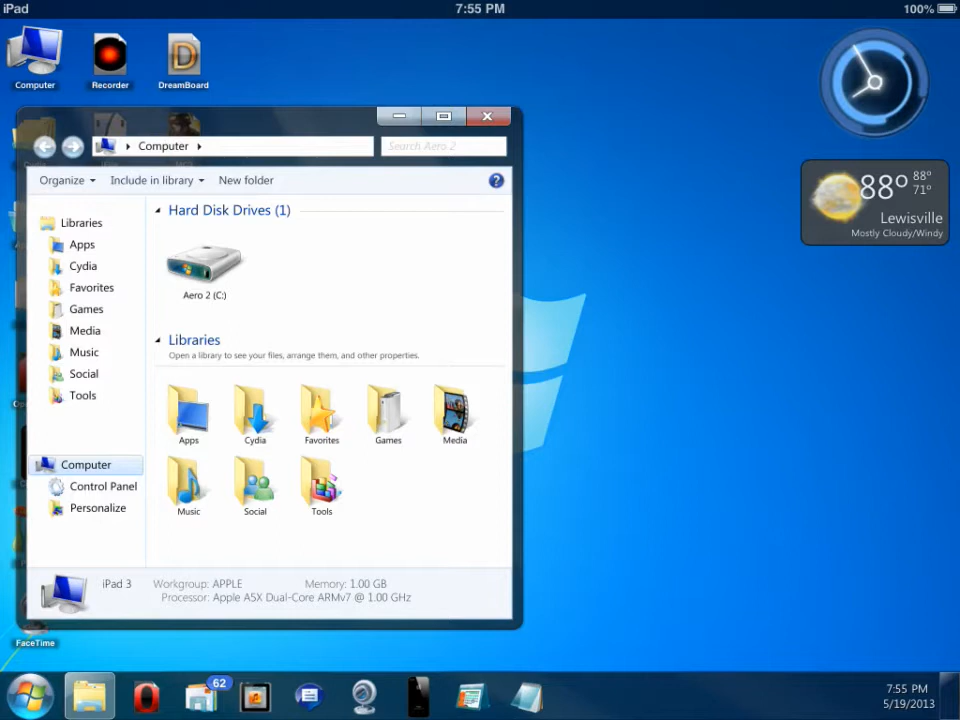 iPad
7:55 PM
100%
Computer
Recorder
DreamBoard
Computer
Search Aero 2
Organize
Include in library
New folder
?
Libraries
Apps
Cydia
Favorites
Games
Media
Music
Social
Tools
Computer
Control Panel
Personalize
Hard Disk Drives (1)
Aero 2 (C:)
Libraries
Open a library to see your files, arrange them, and other properties.
Apps
Cydia
Favorites
Games
Media
Music
Social
Tools
iPad 3
Workgroup: APPLE
Memory: 1.00 GB
Processor: Apple A5X Dual-Core ARMv7 @ 1.00 GHz
88º
88º
71º
Lewisville
Mostly Cloudy/Windy
FaceTime
62
7:55 PM
5/19/2013